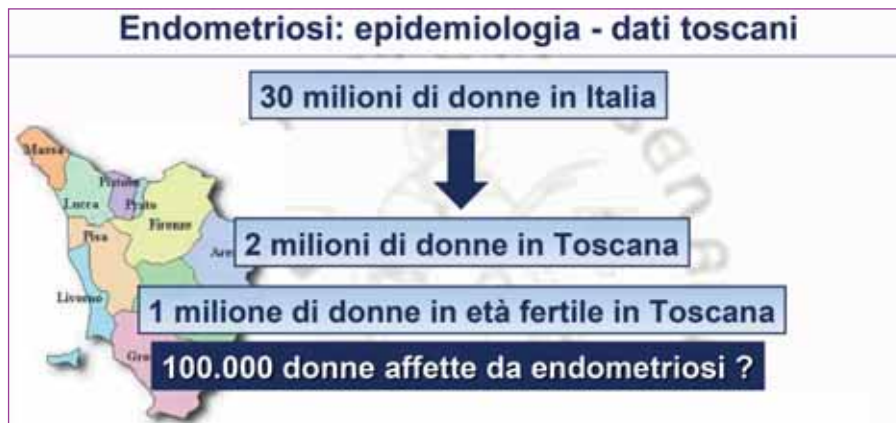 Endometriosi: epidemiologia - dati toscani
30 milioni di donne in Italia
Massa
Pistoia
Lucca
Prato
Firenze
Pisa
2 milioni di donne in Toscana
Livorno
1 milione di donne in età fertile in Toscana
100.000 donne affette da endometriosi ?